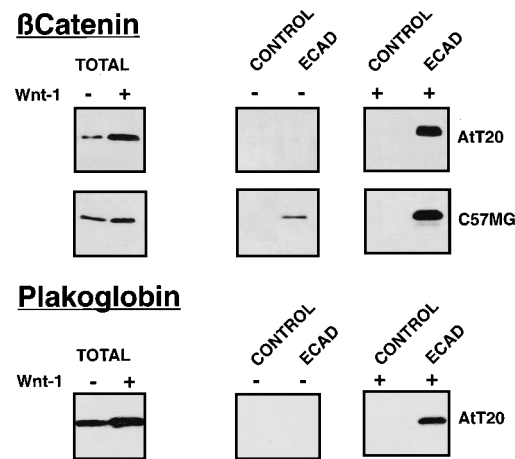 ßCatenin
TOTAL CONTROL ECAD CONTROL ECAD
Wnt-1 - + - - + +
AtT20
C57MG
Plakoglobin
TOTAL CONTROL ECAD CONTROL ECAD
Wnt-1 - + - - + +
AtT20